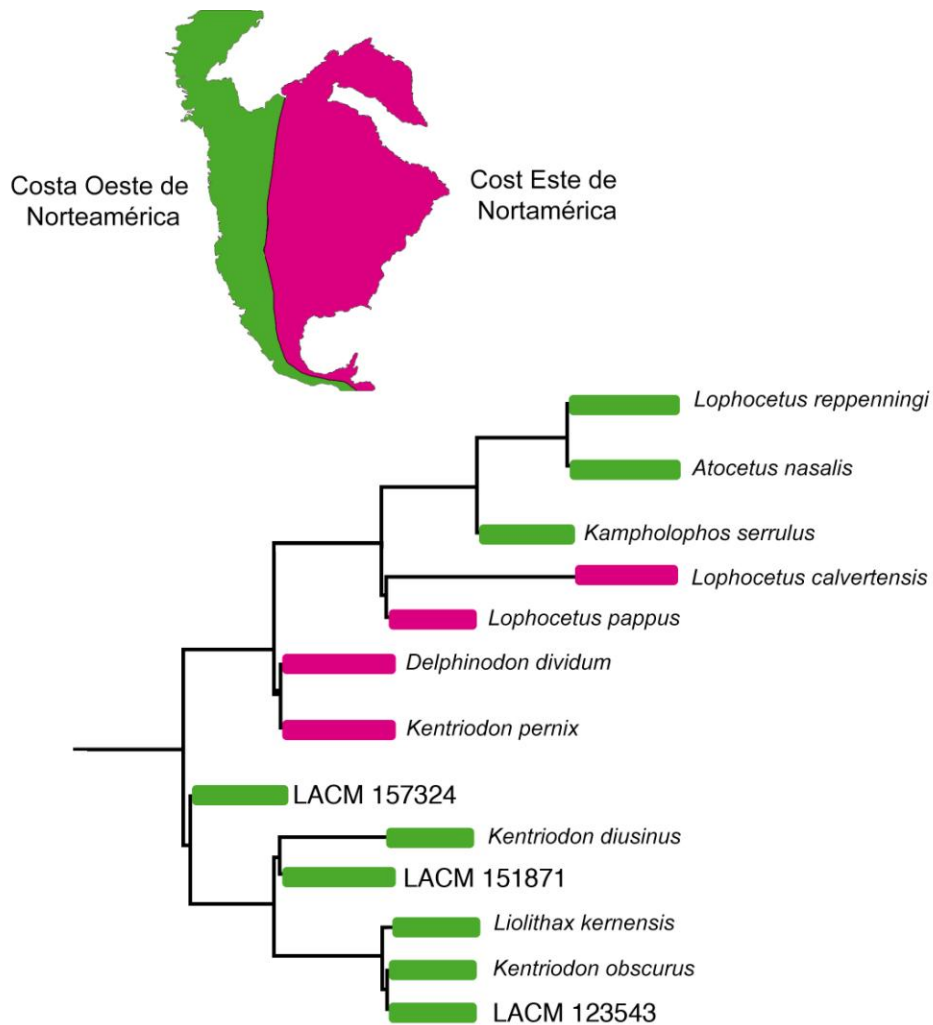 Costa Oeste de
Norteamérica
Cost Este de
Nortamérica
Lophocetus reppenningi
Atocetus nasalis
Kampholophos serrulus
Lophocetus calvertensis
Lophocetus pappus
Delphinodon dividum
Kentriodon pernix
LACM 157324
Kentriodon diusinus
LACM 151871
Liolithax kernensis
Kentriodon obscurus
LACM 123543